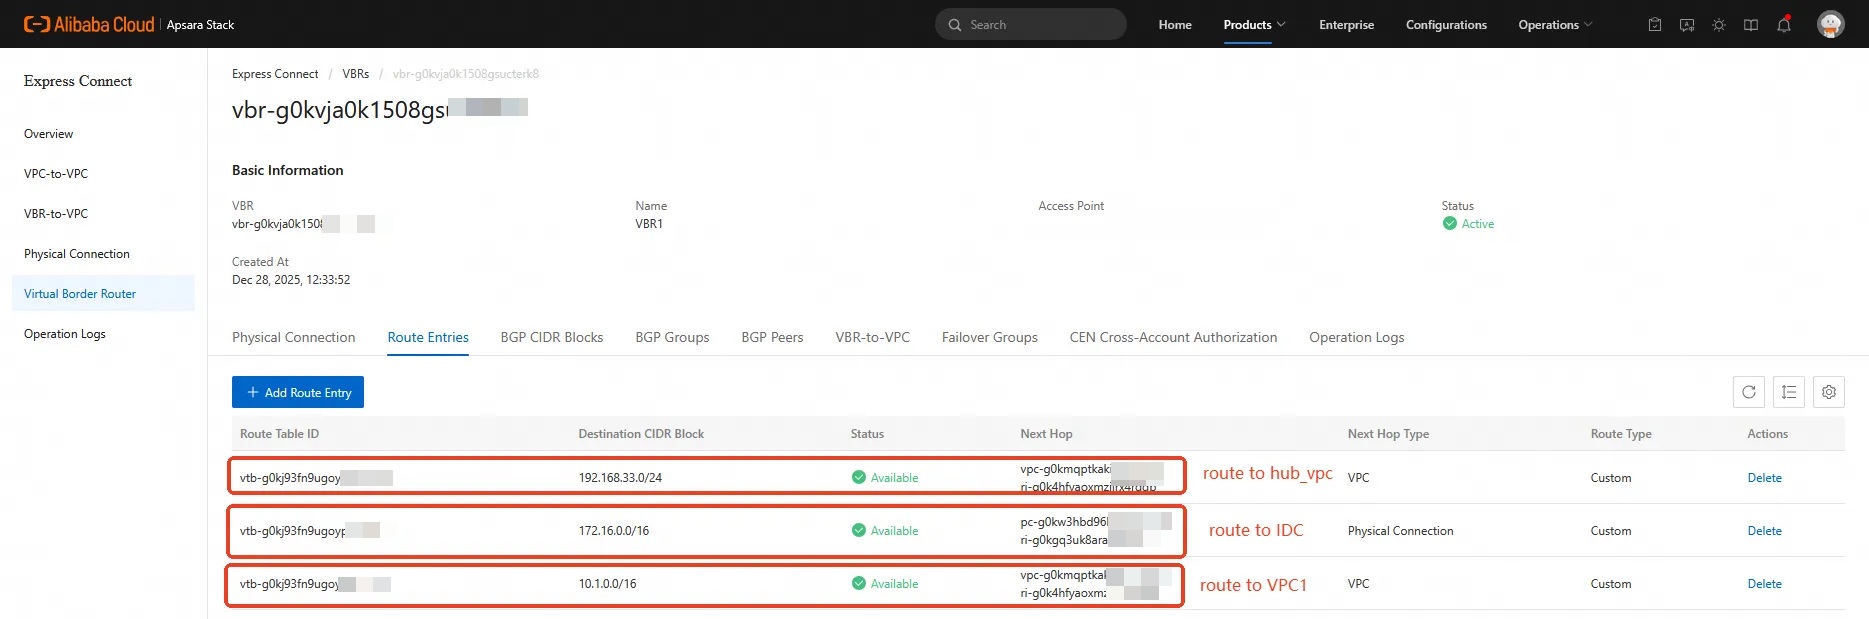 Alibaba Cloud | Apsara Stack
Search
Home
Products
Enterprise
Configurations
Operations
Express Connect
Overview
VPC-to-VPC
VBR-to-VPC
Physical Connection
Virtual Border Router
Operation Logs
Express Connect / VBRs / vbr-g0kvja0k1508gsucterk8
vbr-g0kvja0k1508gsu
Basic Information
VBR
vbr-g0kvja0k1508
Name
VBR1
Access Point
Status
Active
Created At
Dec 28, 2025, 12:33:52
Physical Connection Route Entries BGP CIDR Blocks BGP Groups BGP Peers VBR-to-VPC Failover Groups CEN Cross-Account Authorization Operation Logs
+ Add Route Entry
Route Table ID Destination CIDR Block Status Next Hop Next Hop Type Route Type Actions
vtb-g0kj93fn9ugoy 192.168.33.0/24 Available vpc-g0kmqptkaki route to hub_vpc VPC Custom Delete
vtb-g0kj93fn9ugoyp 172.16.0.0/16 Available pc-g0kw3hbd96 route to IDC Physical Connection Custom Delete
ri-g0kgq3uk8ara
vtb-g0kj93fn9ugoy 10.1.0.0/16 Available vpc-g0kmqptkal route to VPC1 VPC Custom Delete
ri-g0k4hfyaoxmz